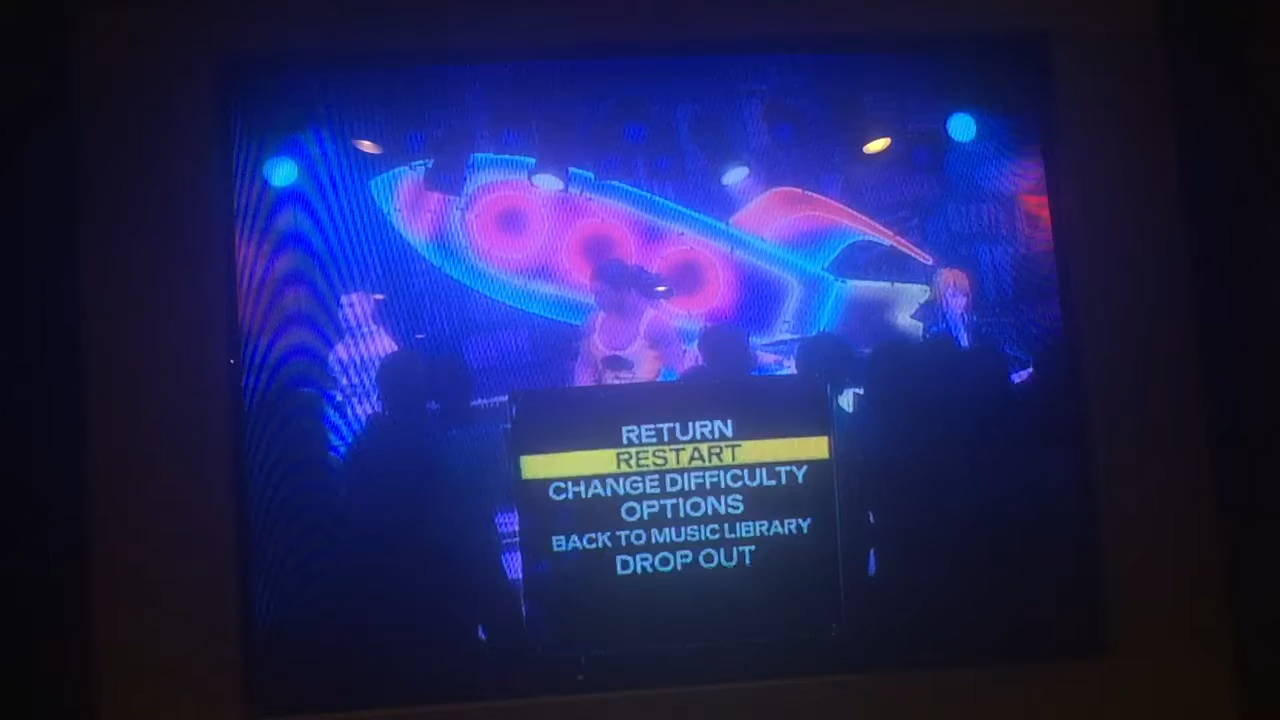 RETURN
RESTART
CHANGE DIFFICULTY
OPTIONS
BACK TO MUSIC LIBRARY
DROP OUT